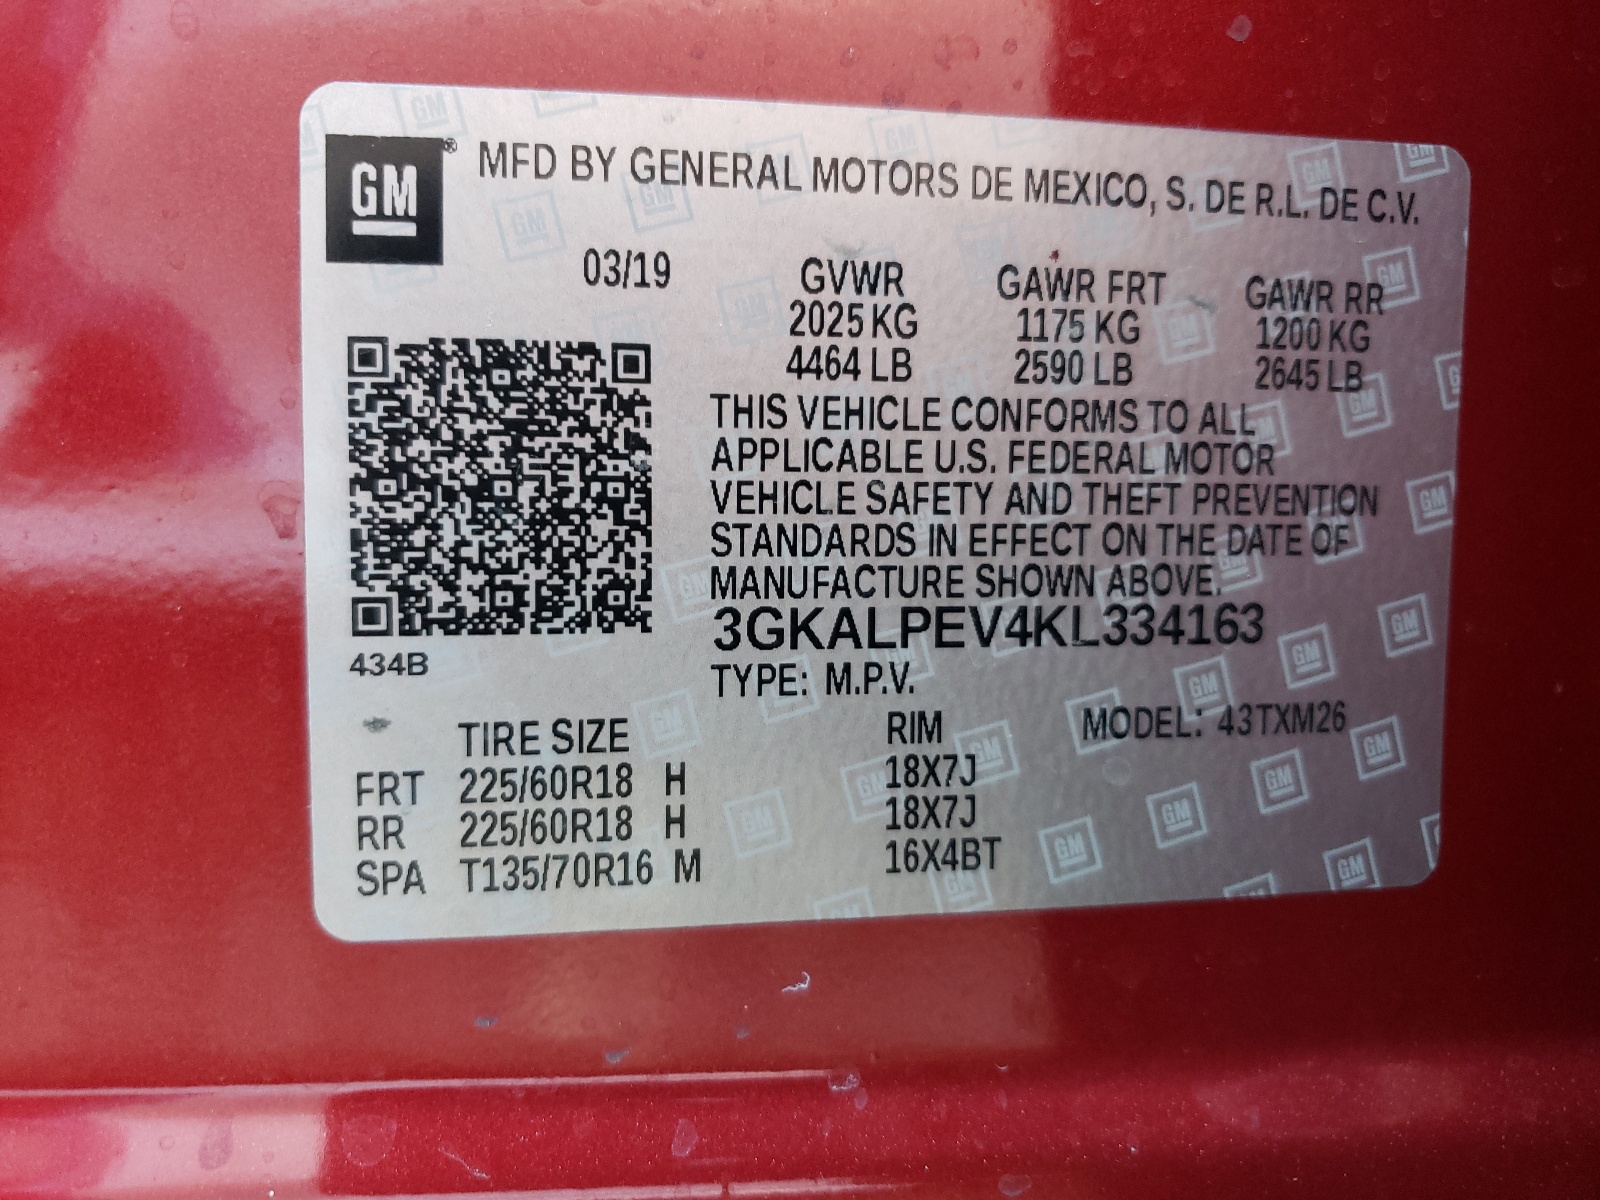 GM® MFD BY GENERAL MOTORS DE MEXICO, S. DE R.L. DE C.V.
03/19 GVWR GAWR FRT GAWR RR
2025 KG 1175 KG 1200 KG
4464 LB 2590 LB 2645 LB
THIS VEHICLE CONFORMS TO ALL
APPLICABLE U.S. FEDERAL MOTOR
VEHICLE SAFETY AND THEFT PREVENTION
STANDARDS IN EFFECT ON THE DATE OF
MANUFACTURE SHOWN ABOVE.
3GKALPEV4KL334163
434B
TYPE: M.P.V.
TIRE SIZE RIM MODEL: 43TXM26
FRT 225/60R18 H 18X7J
RR 225/60R18 H 18X7J
SPA T135/70R16 M 16X4BT